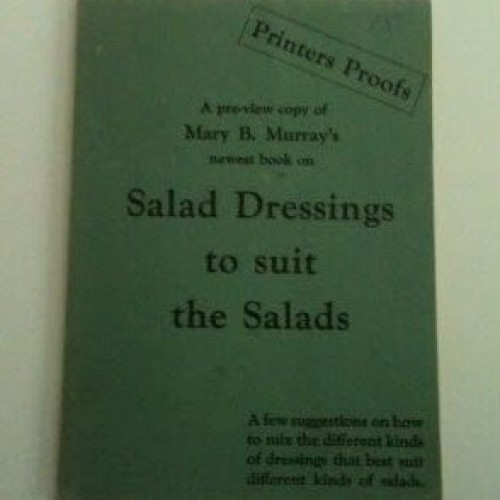 15
Printers Proofs
A pre-view copy of
Mary B. Murray's
newest book on
Salad Dressings
to suit
the Salads
A few suggestions on how
to mix the different kinds
of dressings that best suit
different kinds of salads.